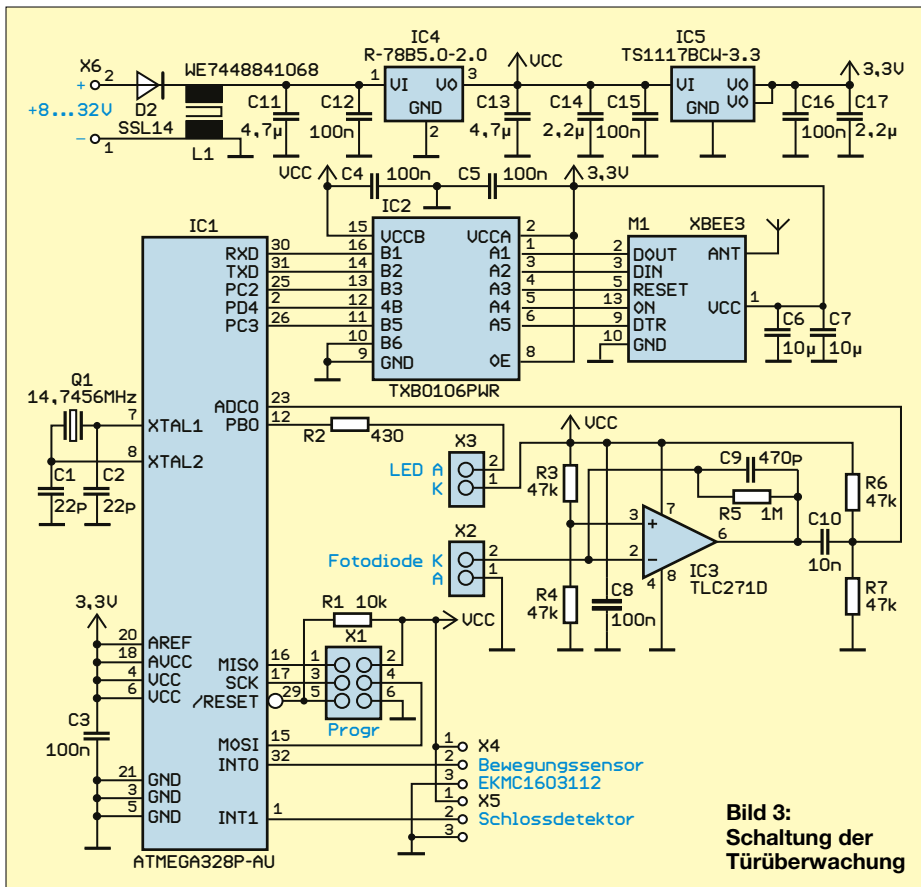 IC4
R-78B5.0-2.0
IC5
TS1117BCW-3.3
X6
2
+
+8...32V
–
1
D2
SSL14
WE7448841068
L1
C11
4,7µ
C12
100n
1
VI
VO
3
GND
2
VCC
C13
4,7µ
C14
2,2µ
C15
100n
VI
VO
VO
GND
3,3V
C16
100n
C17
2,2µ
VCC
C4
100n
C5
100n
3,3V
IC1
IC2
M1
XBEE3
15
VCCB
VCCA
2
RXD
30
16
B1
A1
1
2
DOUT
ANT
TXD
31
14
B2
A2
3
3
DIN
PC2
25
13
B3
A3
4
5
RESET
PD4
2
12
4B
A4
5
13
ON
VCC
1
PC3
26
11
B5
A5
6
9
DTR
10
B6
10
GND
9
GND
OE
8
C6
10µ
C7
10µ
TXB0106PWR
Q1
14,7456MHz
7
XTAL1
8
XTAL2
C1
22p
C2
22p
ADC0
23
PB0
12
R2
430
X3
LED A
2
K
1
VCC
R3
47k
C9
470p
R5
1M
R6
47k
X2
Fotodiode K
2
A
1
3
+
2
–
7
6
4
8
IC3
TLC271D
C10
10n
R4
47k
C8
100n
R7
47k
3,3V
20
AREF
18
AVCC
4
VCC
6
VCC
C3
100n
21
GND
3
GND
5
GND
R1 10k
X1
VCC
MISO
16
1
2
SCK
17
3
4
/RESET
29
5
6
Progr
MOSI
15
INT0
32
INT1
1
1
X4
2
Bewegungssensor
3
EKMC1603112
1
X5
2
Schlossdetektor
3
ATMEGA328P-AU
Bild 3:
Schaltung der
Türüberwachung